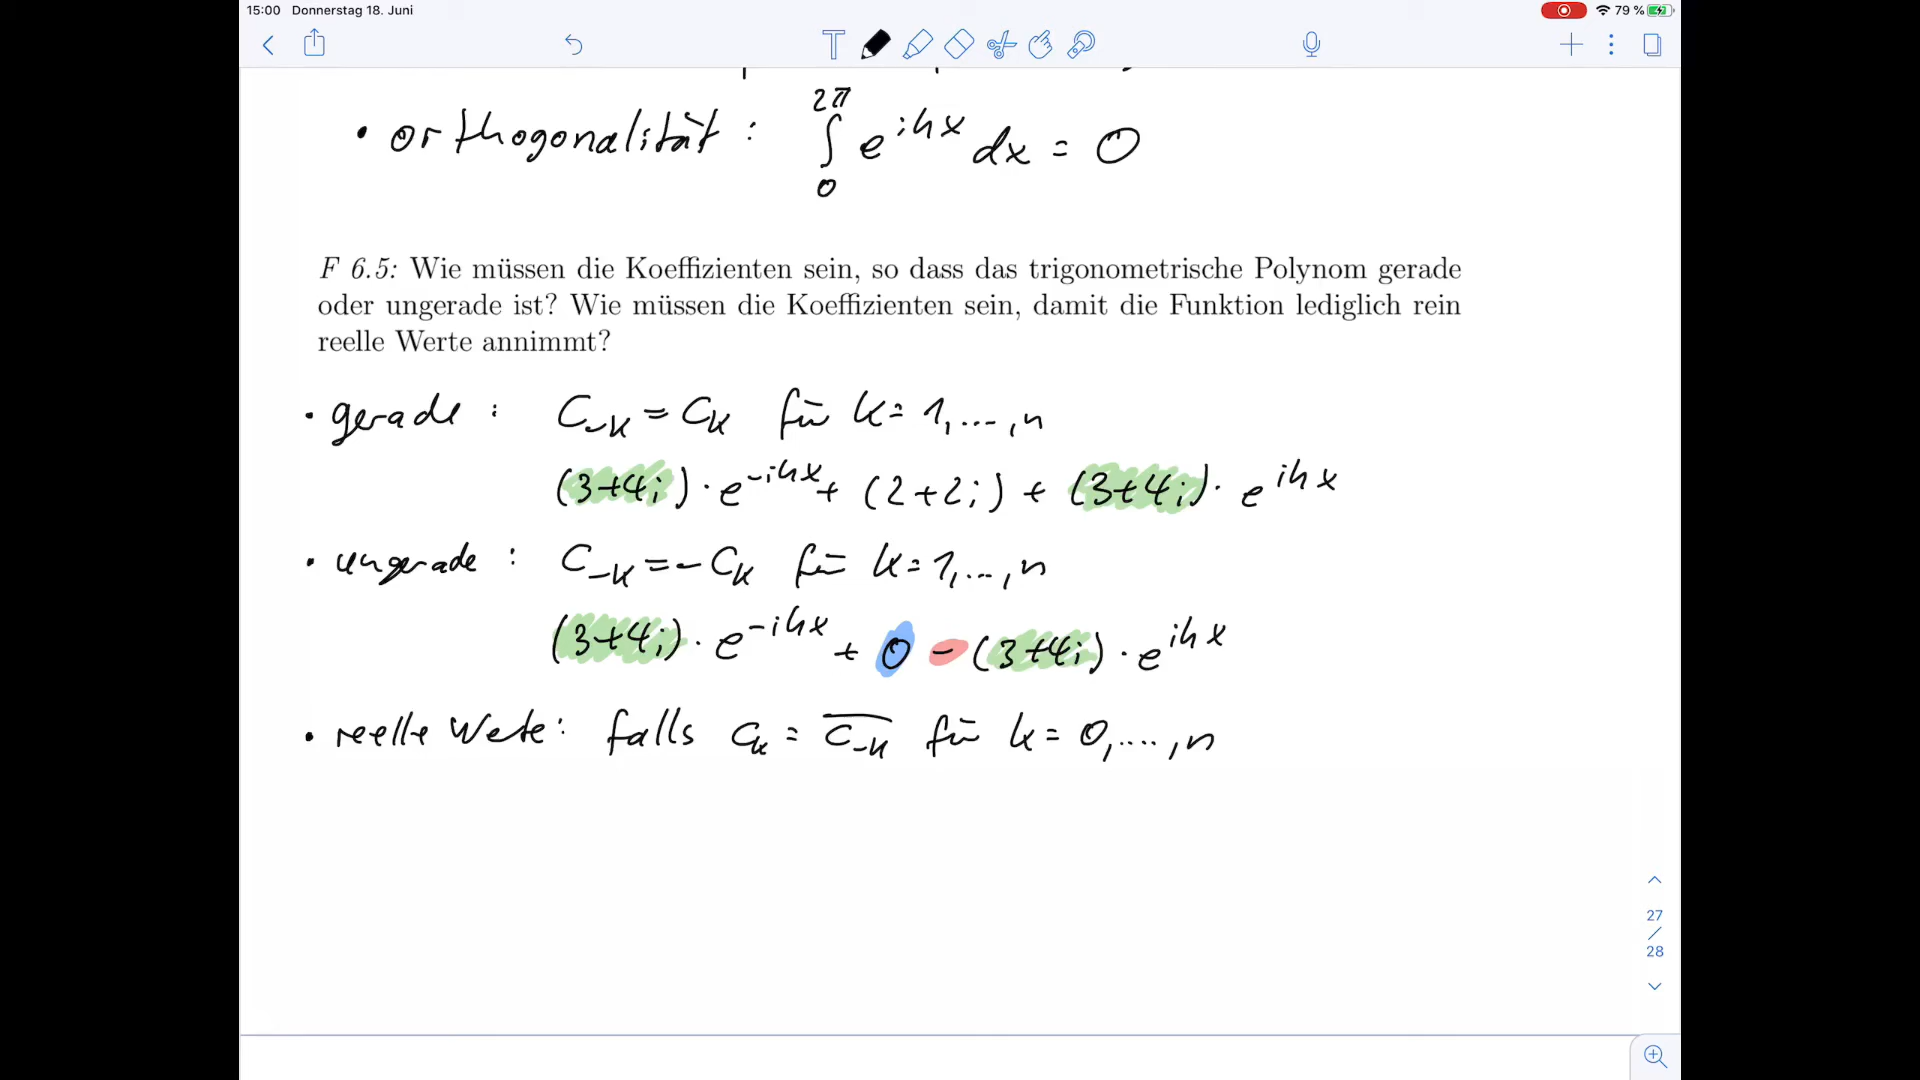 15:00 Donnerstag 18. Juni 79 %
T
• orthogonalität : ∫₀^{2π} e^{ikx} dx = 0
F 6.5: Wie müssen die Koeffizienten sein, so dass das trigonometrische Polynom gerade
oder ungerade ist? Wie müssen die Koeffizienten sein, damit die Funktion lediglich rein
reelle Werte annimmt?
• gerade : C_{-k} = C_k für k = 1,...,n
(3+4i) · e^{-ikx} + (2+2i) + (3+4i) · e^{ikx}
• ungerade : C_{-k} = - C_k für k = 1,...,n
(3+4i) · e^{-ikx} + 0 - (3+4i) · e^{ikx}
• reelle Werte : falls c_k = \overline{c_{-k}} für k = 0,....,n
27
/
28